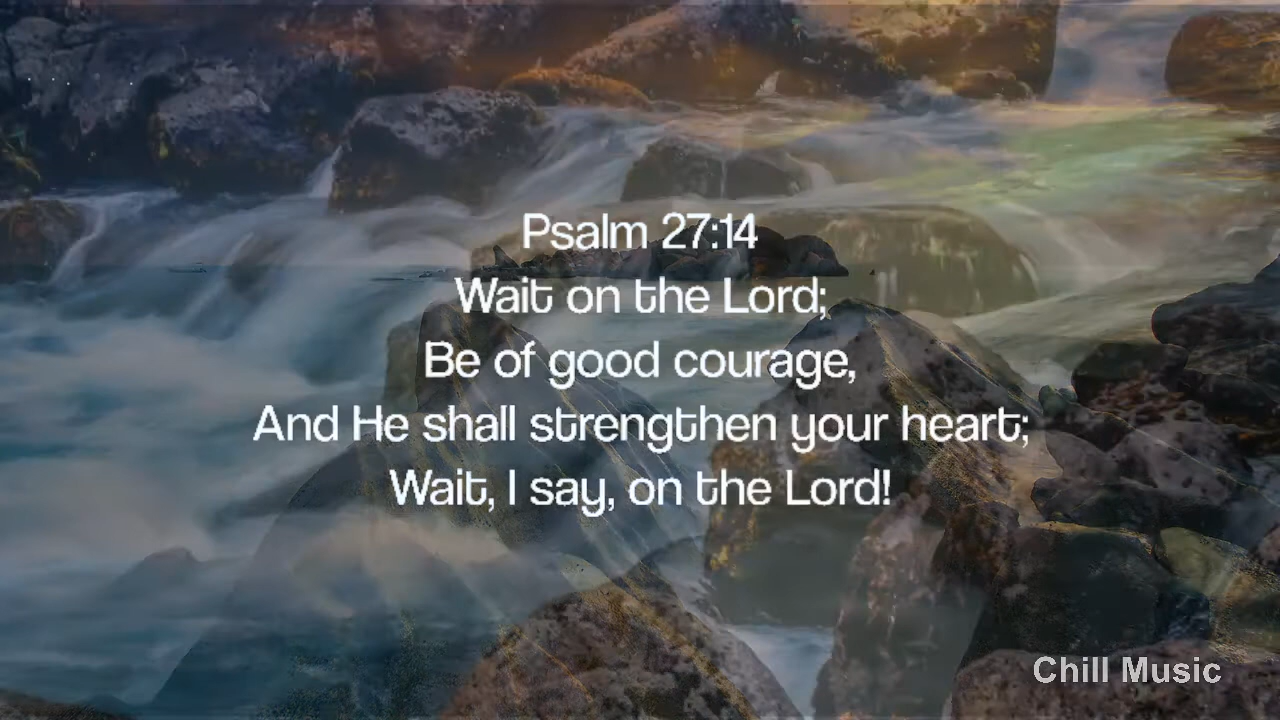 Psalm 27:14
Wait on the Lord;
Be of good courage,
And He shall strengthen your heart;
Wait, I say, on the Lord!
Chill Music